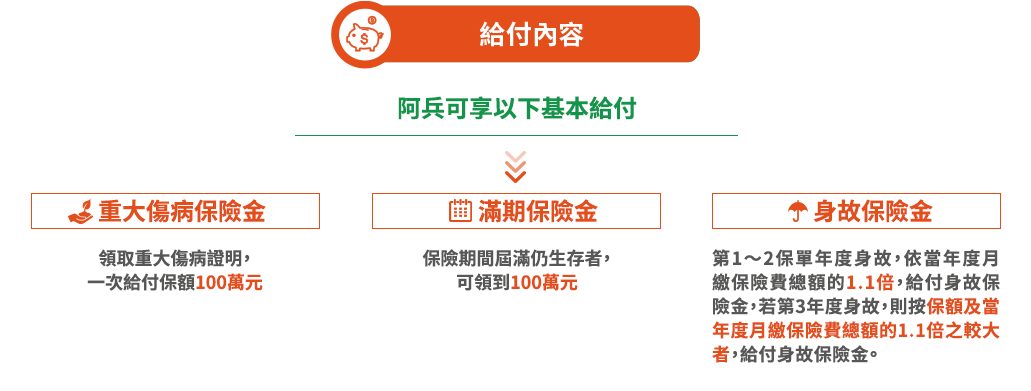 給付內容
阿兵可享以下基本給付
重大傷病保險金
領取重大傷病證明,
一次給付保額100萬元
滿期保險金
保險期間屆滿仍生存者,
可領到100萬元
身故保險金
第1~2保單年度身故,依當年度月
繳保險費總額的1.1倍,給付身故保
險金,若第3年度身故,則按保額及當
年度月繳保險費總額的1.1倍之較大
者,給付身故保險金。